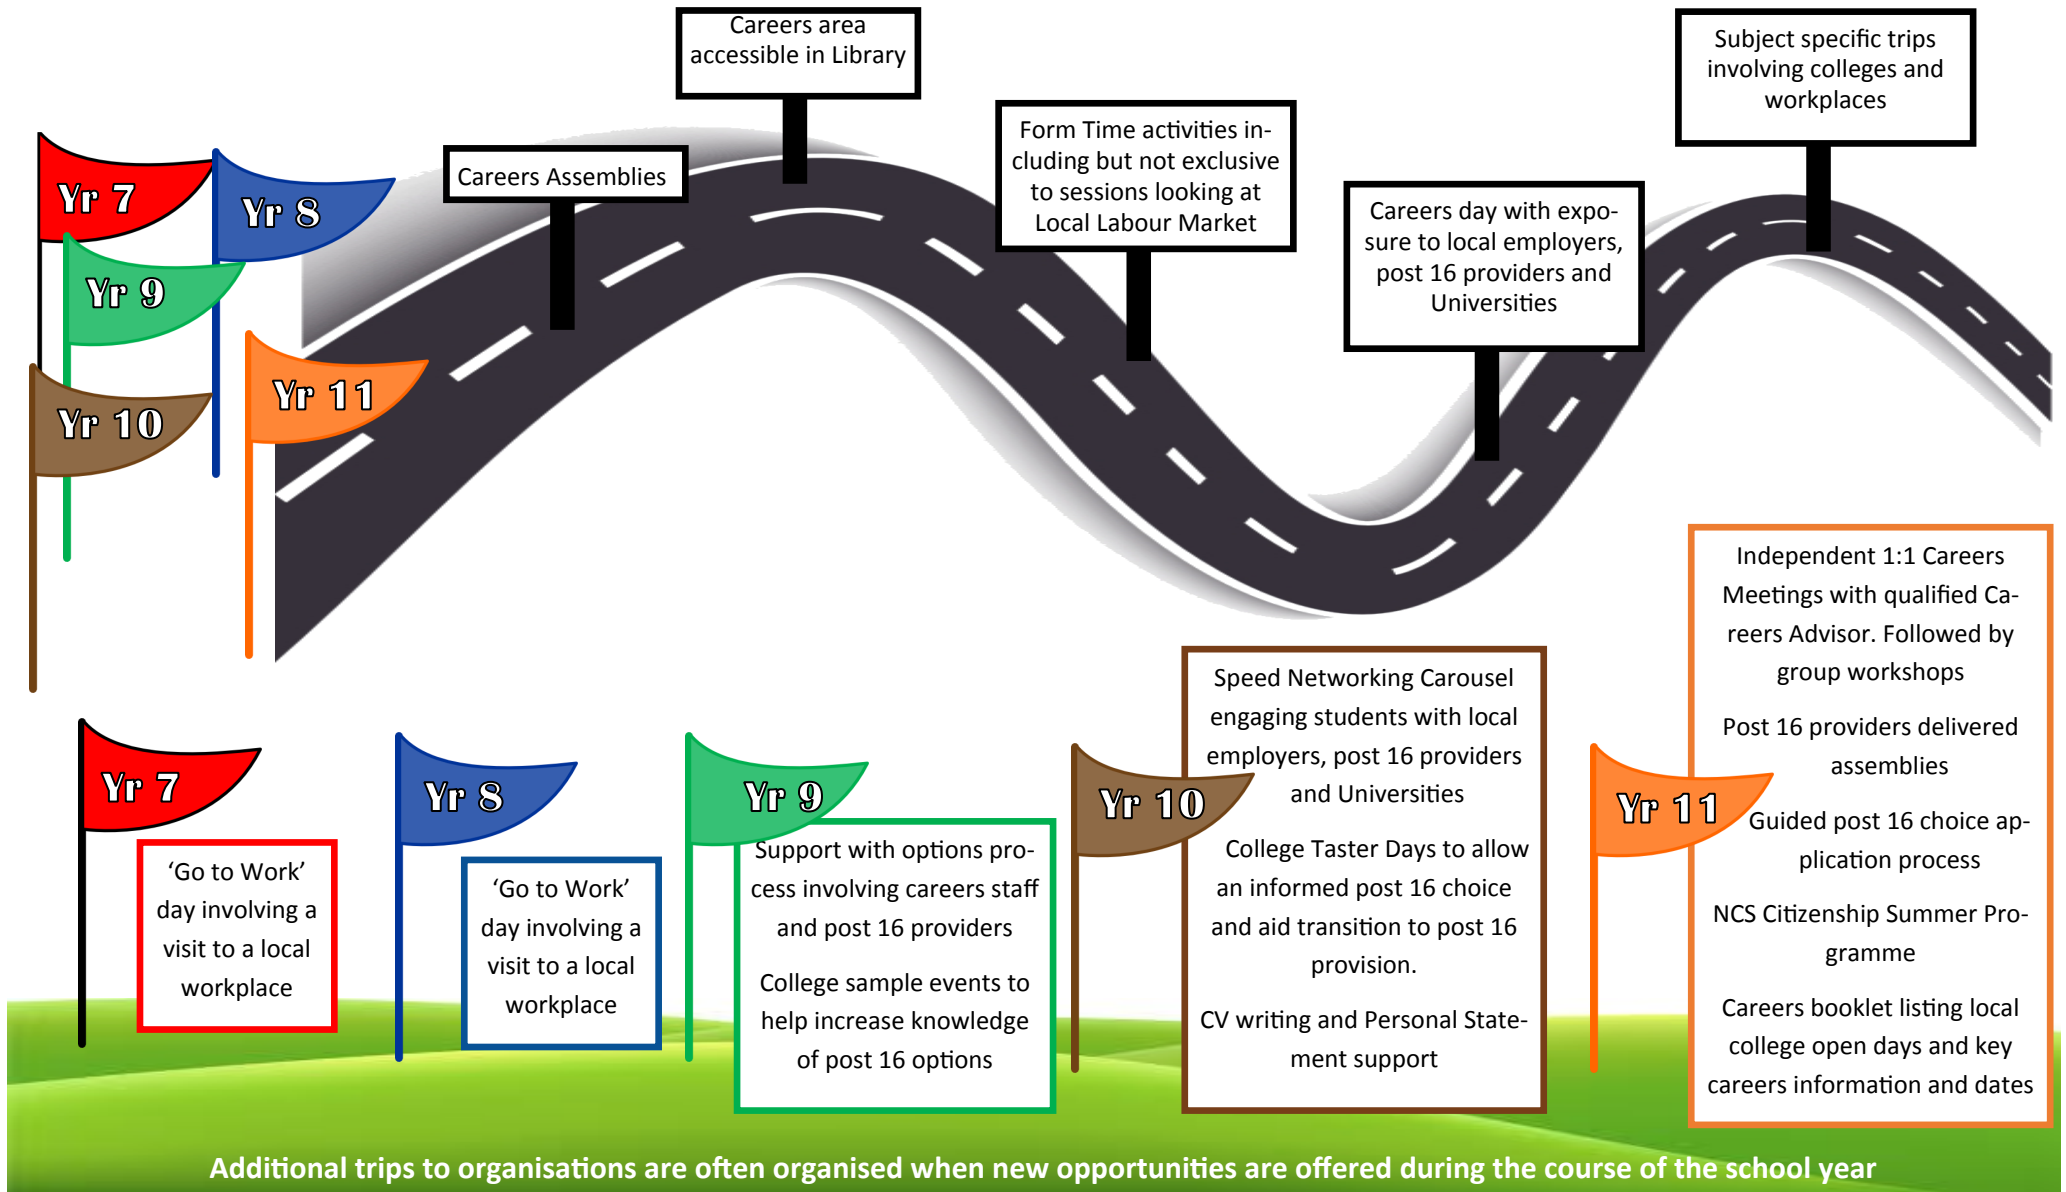 Careers area
accessible in Library
Subject specific trips
involving colleges and
workplaces
Form Time activities in-
cluding but not exclusive
to sessions looking at
Local Labour Market
Careers Assemblies
Careers day with expo-
sure to local employers,
post 16 providers and
Universities
Yr 7
Yr 8
Yr 9
Yr 10
Yr 11
Yr 7
‘Go to Work’
day involving a
visit to a local
workplace
Yr 8
‘Go to Work’
day involving a
visit to a local
workplace
Yr 9
Support with options pro-
cess involving careers staff
and post 16 providers
College sample events to
help increase knowledge
of post 16 options
Yr 10
Speed Networking Carousel
engaging students with local
employers, post 16 providers
and Universities
College Taster Days to allow
an informed post 16 choice
and aid transition to post 16
provision.
CV writing and Personal State-
ment support
Yr 11
Independent 1:1 Careers
Meetings with qualified Ca-
reers Advisor. Followed by
group workshops
Post 16 providers delivered
assemblies
Guided post 16 choice ap-
plication process
NCS Citizenship Summer Pro-
gramme
Careers booklet listing local
college open days and key
careers information and dates
Additional trips to organisations are often organised when new opportunities are offered during the course of the school year